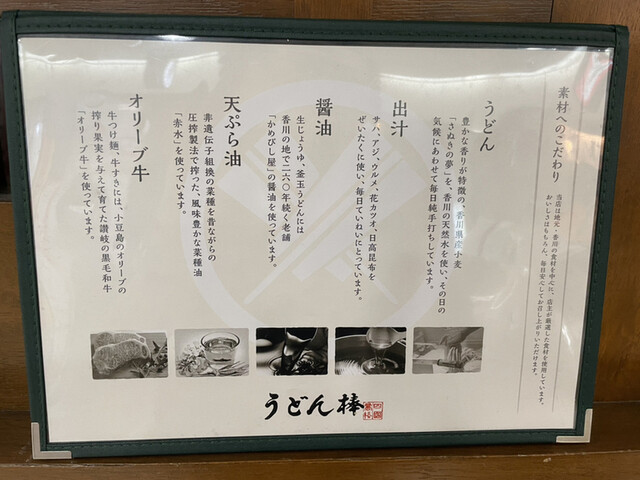 素材へのこだわり
当店は地元・香川の食材を中心に、店主が厳選した食材を使用しています。
おいしさはもちろん、毎日安心してお召し上がりいただけます。
うどん
豊かな香りが特徴の、香川県産小麦
「さぬきの夢」を、香川の天然水を使い、その日の
気候にあわせて毎日純手打ちしています。
出汁
サバ、アジ、ウルメ、花カツオ、日高昆布を
ぜいたくに使い、毎日ていねいにとっています。
醤油
生じょうゆ、釜玉うどんには
香川の地で二六〇年続く老舗
「かめびし屋」の醤油を使っています。
天ぷら油
非遺伝子組換の菜種を昔ながらの
圧搾製法で搾った、風味豊かな菜種油
「赤水」を使っています。
オリーブ牛
牛つけ麺、牛すきには、小豆島のオリーブの
搾り果実を与えて育てた讃岐の黒毛和牛
「オリーブ牛」を使っています。
うどん棒